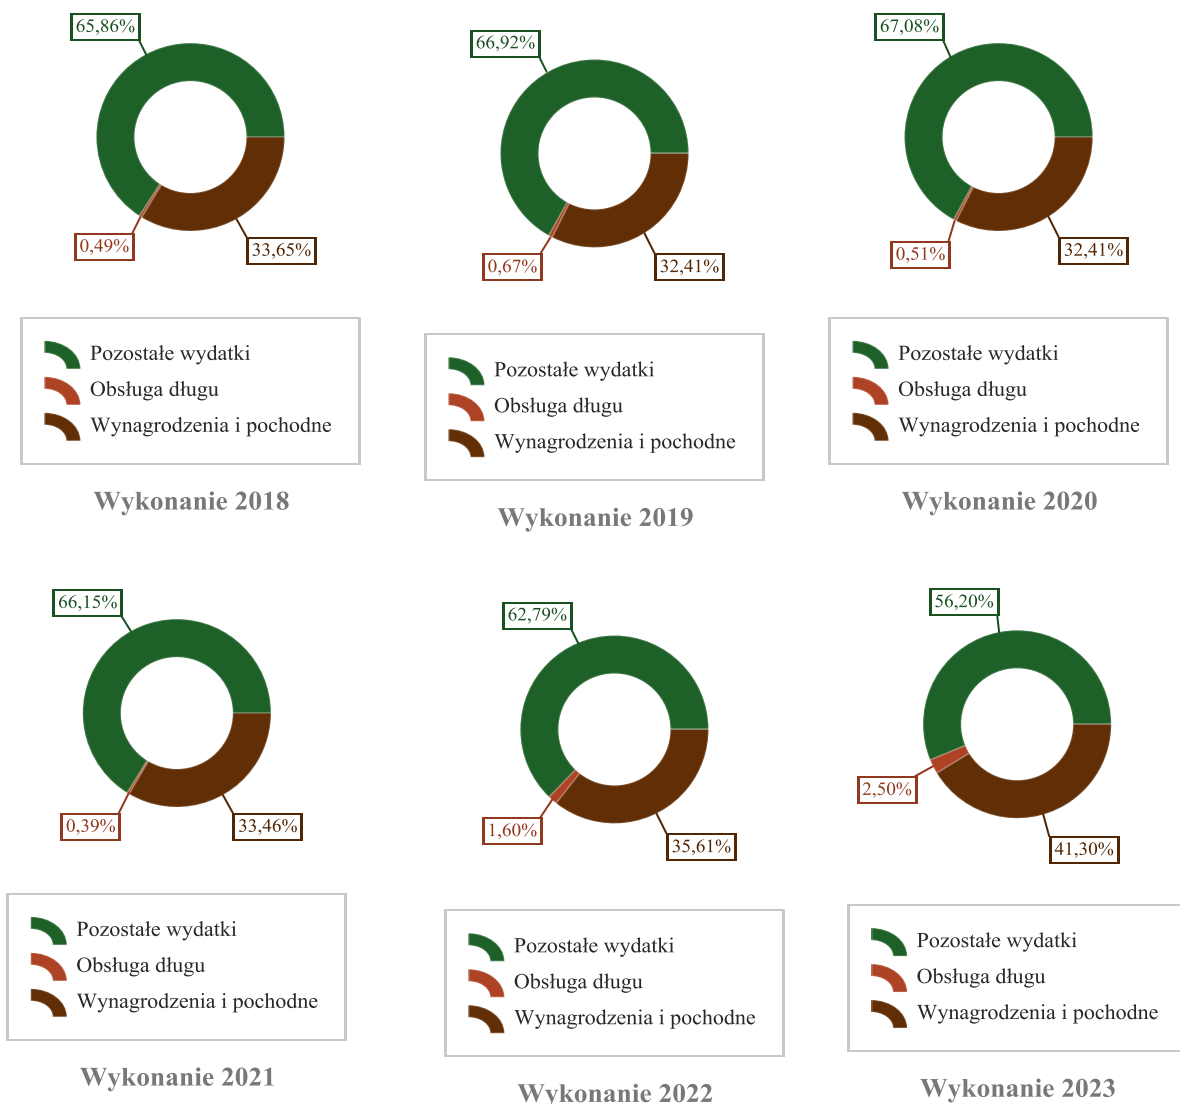 65,86%
0,49%
33,65%
Pozostałe wydatki
Obsługa długu
Wynagrodzenia i pochodne
Wykonanie 2018
66,92%
0,67%
32,41%
Pozostałe wydatki
Obsługa długu
Wynagrodzenia i pochodne
Wykonanie 2019
67,08%
0,51%
32,41%
Pozostałe wydatki
Obsługa długu
Wynagrodzenia i pochodne
Wykonanie 2020
66,15%
0,39%
33,46%
Pozostałe wydatki
Obsługa długu
Wynagrodzenia i pochodne
Wykonanie 2021
62,79%
1,60%
35,61%
Pozostałe wydatki
Obsługa długu
Wynagrodzenia i pochodne
Wykonanie 2022
56,20%
2,50%
41,30%
Pozostałe wydatki
Obsługa długu
Wynagrodzenia i pochodne
Wykonanie 2023